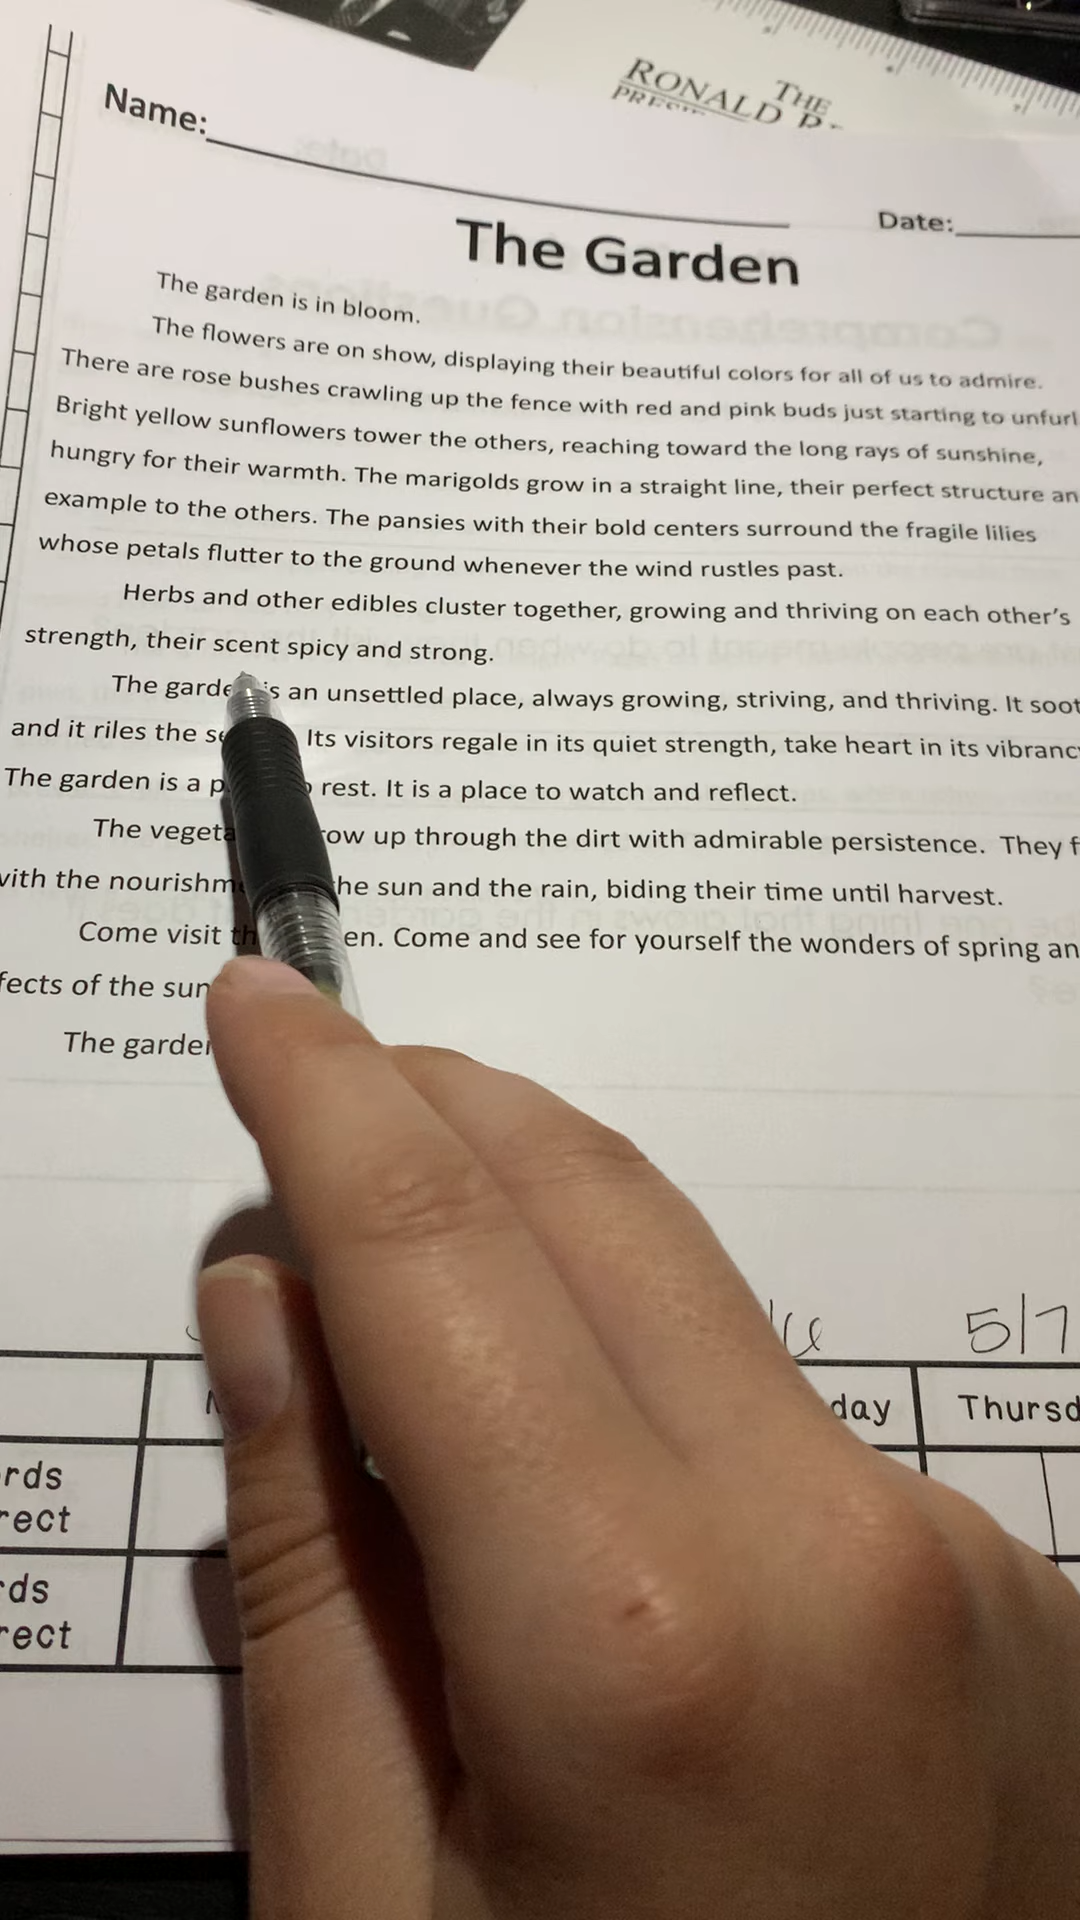 THE
RONALD
Name:
Date:
The Garden
The garden is in bloom.
The flowers are on show, displaying their beautiful colors for all of us to admire.
There are rose bushes crawling up the fence with red and pink buds just starting to unfurl
Bright yellow sunflowers tower the others, reaching toward the long rays of sunshine,
hungry for their warmth. The marigolds grow in a straight line, their perfect structure an
example to the others. The pansies with their bold centers surround the fragile lilies
whose petals flutter to the ground whenever the wind rustles past.
Herbs and other edibles cluster together, growing and thriving on each other's
strength, their scent spicy and strong.
The garde is an unsettled place, always growing, striving, and thriving. It soot
and it riles the se Its visitors regale in its quiet strength, take heart in its vibranc
The garden is a p rest. It is a place to watch and reflect.
The vegeta row up through the dirt with admirable persistence. They f
with the nourishm he sun and the rain, biding their time until harvest.
Come visit th en. Come and see for yourself the wonders of spring an
fects of the sun
The garden
5/7
day Thursd
rds
rect
rds
rect